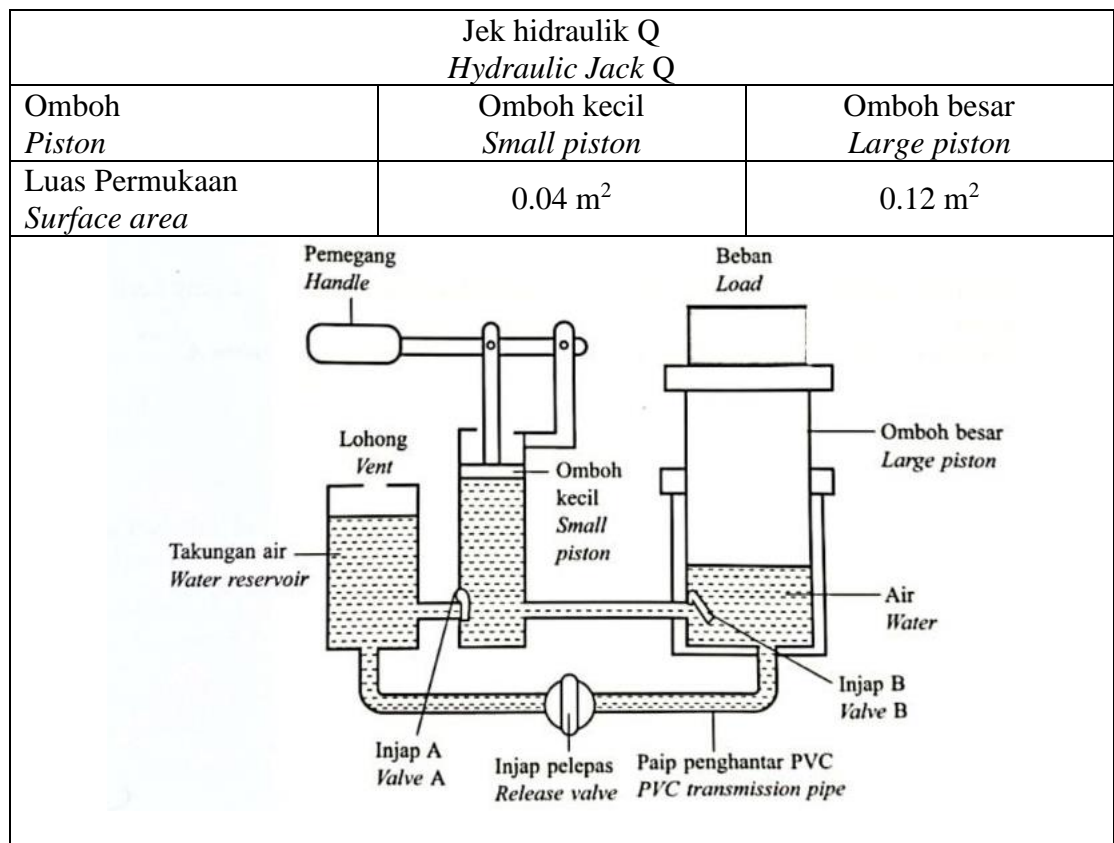 Jek hidraulik Q
Hydraulic Jack Q
Omboh
Piston
Omboh kecil
Small piston
Omboh besar
Large piston
Luas Permukaan
Surface area
0.04 m²
0.12 m²
Pemegang
Handle
Beban
Load
Lohong
Vent
Omboh besar
Large piston
Omboh
kecil
Small
piston
Takungan air
Water reservoir
Air
Water
Injap B
Valve B
Injap A
Valve A
Injap pelepas
Release valve
Paip penghantar PVC
PVC transmission pipe